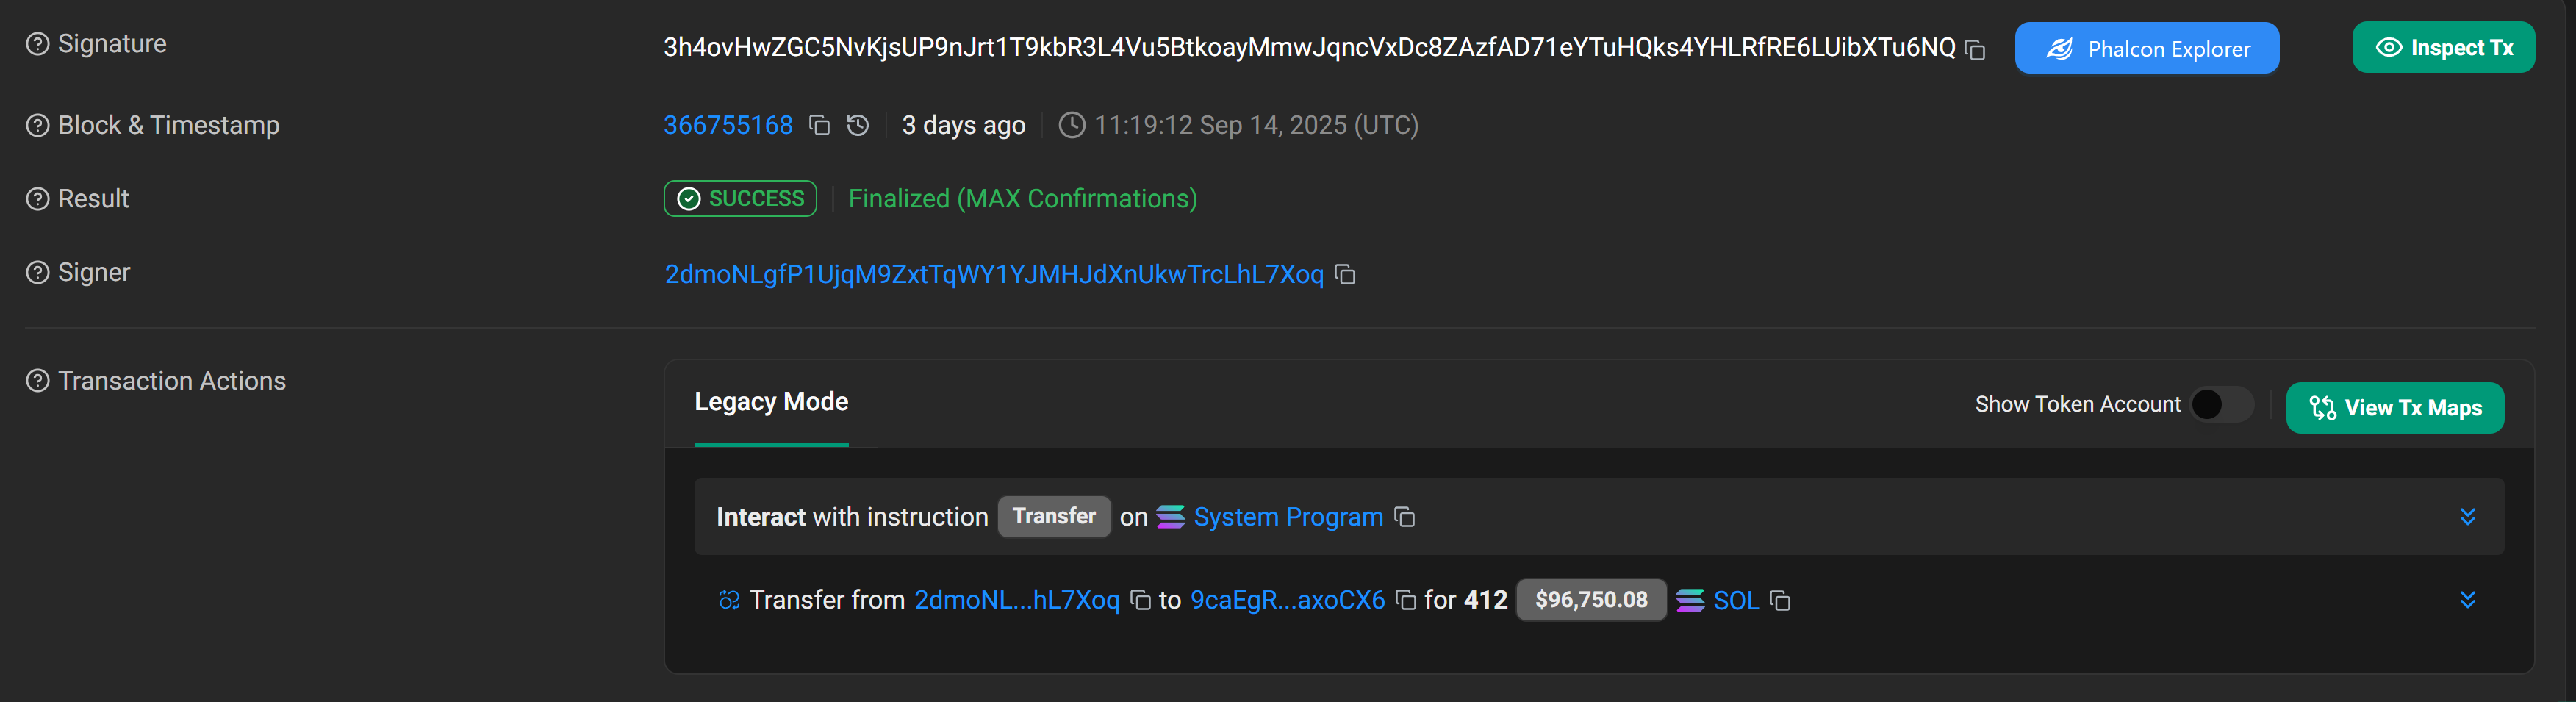 Signature
3h4ovHwZGC5NvKjsUP9nJrt1T9kbR3L4Vu5BtkoayMmwJqncVxDc8ZAzfAD71eYTuHQks4YHLRfRE6LUibXTu6NQ
Phalcon Explorer
Inspect Tx
Block & Timestamp
366755168
3 days ago
11:19:12 Sep 14, 2025 (UTC)
Result
SUCCESS
Finalized (MAX Confirmations)
Signer
2dmoNLgfP1UjqM9ZxtTqWY1YJMHJdXnUkwTrcLhL7Xoq
Transaction Actions
Legacy Mode
Show Token Account
View Tx Maps
Interact with instruction Transfer on System Program
Transfer from 2dmoNL...hL7Xoq to 9caEgR...axoCX6 for 412 $96,750.08 SOL